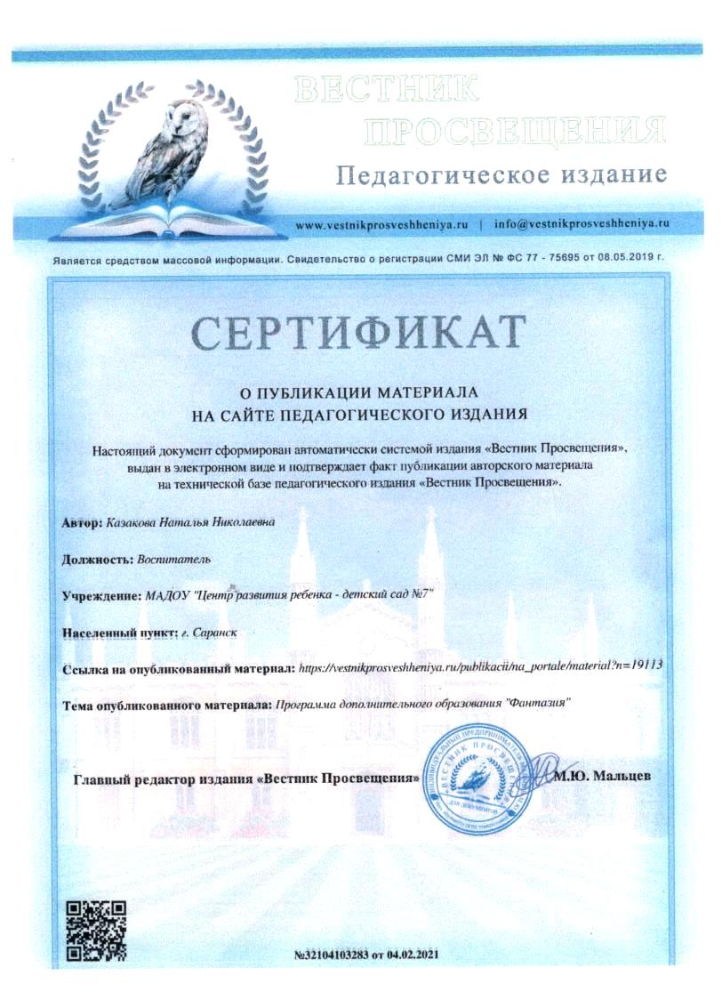 ВЕСТНИК
ПРОСВЕЩЕНИЯ
Педагогическое издание
www.vestnikprosveshheniya.ru | info@vestnikprosveshheniya.ru
Является средством массовой информации. Свидетельство о регистрации СМИ ЭЛ № ФС 77 - 75695 от 08.05.2019 г.
СЕРТИФИКАТ
О ПУБЛИКАЦИИ МАТЕРИАЛА
НА САЙТЕ ПЕДАГОГИЧЕСКОГО ИЗДАНИЯ
Настоящий документ сформирован автоматически системой издания «Вестник Просвещения»,
выдан в электронном виде и подтверждает факт публикации авторского материала
на технической базе педагогического издания «Вестник Просвещения».
Автор: Казакова Наталья Николаевна
Должность: Воспитатель
Учреждение: МАДОУ "Центр развития ребенка - детский сад №7"
Населенный пункт: г. Саранск
Ссылка на опубликованный материал: https://vestnikprosveshheniya.ru/publikacii/na_portale/material?n=19113
Тема опубликованного материала: Программа дополнительного образования "Фантазия"
ИНДИВИДУАЛЬНЫЙ ПРЕДПРИНИМАТЕЛЬ
ВЕСТНИК ПРОСВЕЩЕНИЯ
ДЛЯ ДОКУМЕНТОВ
Главный редактор издания «Вестник Просвещения» М.Ю. Мальцев
№32104103283 от 04.02.2021